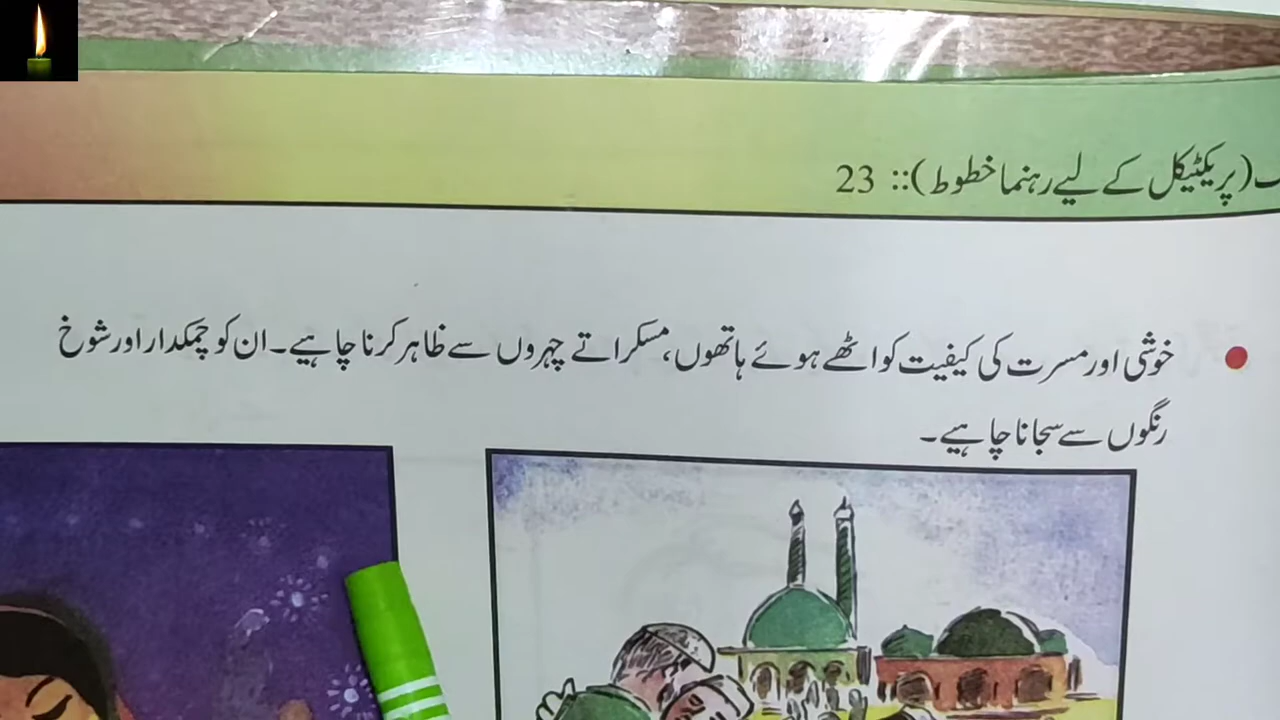 (پریکٹیکل کے لیے رہنما خطوط) :: 23
خوشی اور مسرت کی کیفیت کو اٹھے ہوئے ہاتھوں، مسکراتے چہروں سے ظاہر کرنا چاہیے۔ ان کو چمکدار اور شوخ
رنگوں سے سجانا چاہیے۔